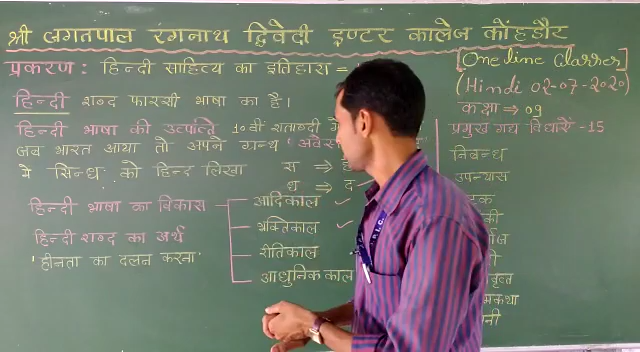 श्री जगतपाल रंगनाथ द्विवेदी इण्टर कालेज कोंहडौर
[One line Classes]
(Hindi 02-07-2020)
कक्षा → 09
प्रकरण : हिन्दी साहित्य का इतिहास =
हिन्दी शब्द फारसी भाषा का है।
हिन्दी भाषा की उत्पत्ति 10वी शताब्दी
जब भारत आया तो अपने ग्रन्थ 'अवेस
मे सिन्ध को हिन्द लिखा स → ह
ध → द
हिन्दी भाषा का विकास
आदिकाल ✓
भक्तिकाल ✓
रीतिकाल
आधुनिक काल
हिन्दी शब्द का अर्थ
'हीनता का दलन करना'
प्रमुख गद्य विधाएँ - 15
निबन्ध
उपन्यास
टक
की
मकथा
नी